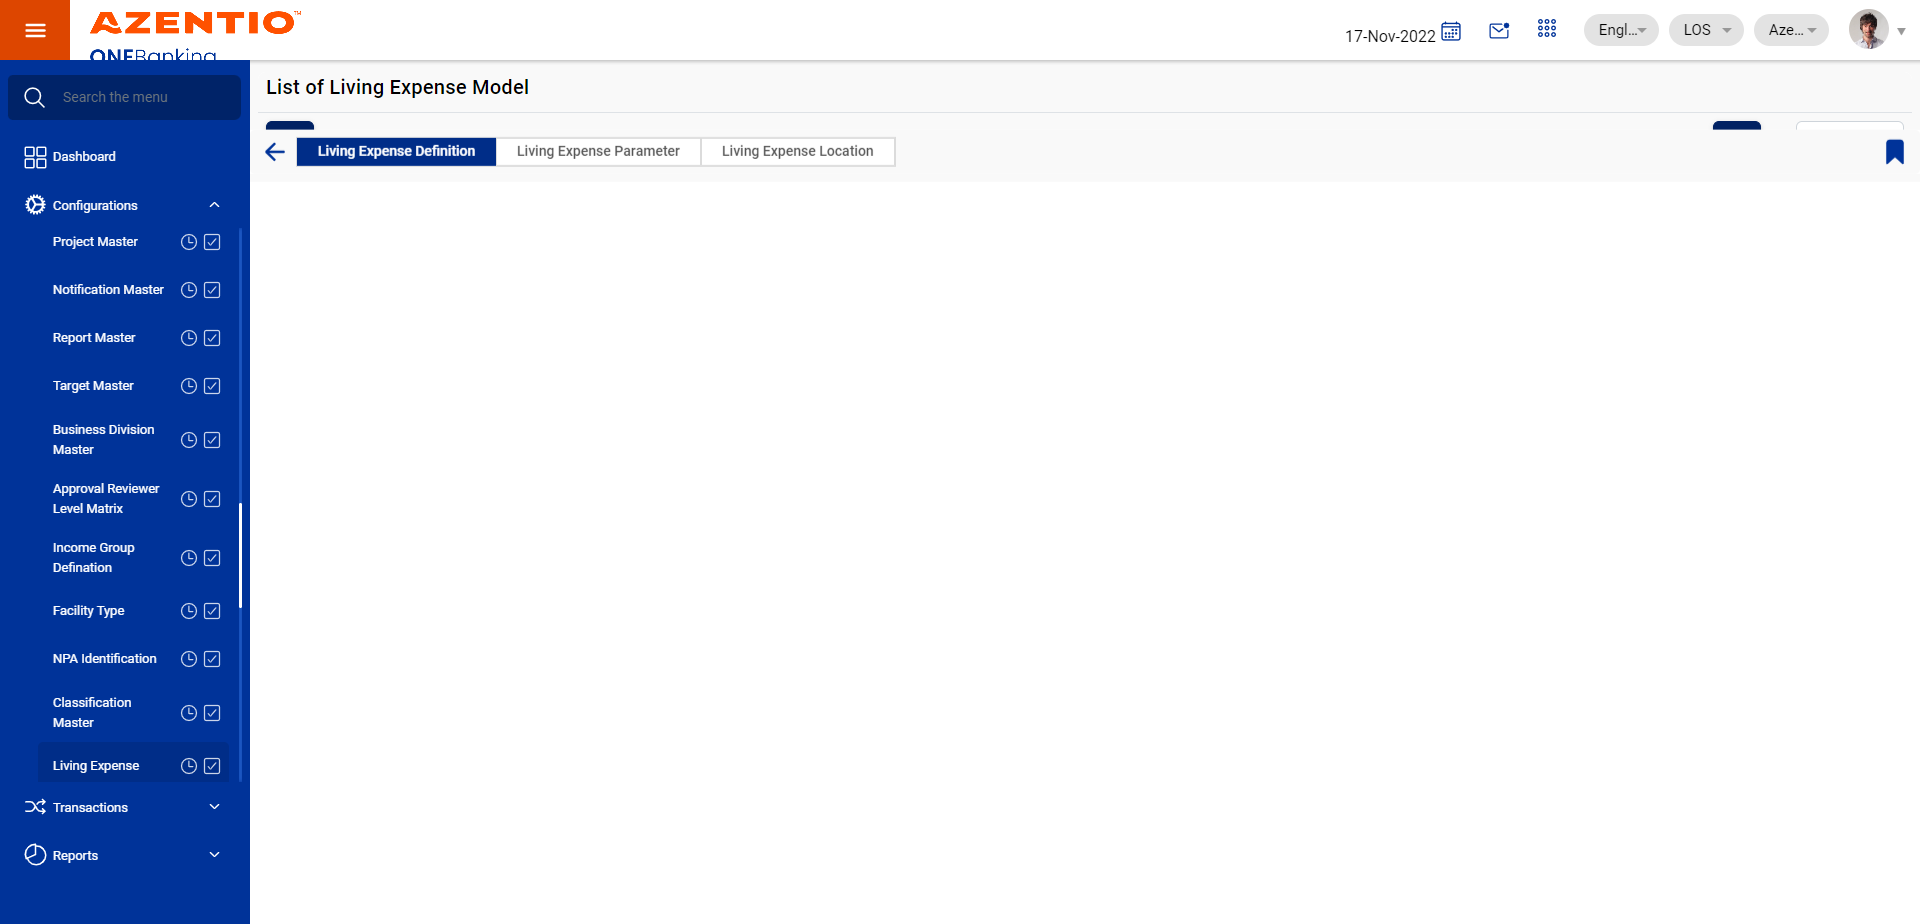 AZENTIO™
ONEBanking
17-Nov-2022
Engl...
LOS
Aze...
Search the menu
Dashboard
Configurations
Project Master
Notification Master
Report Master
Target Master
Business Division
Master
Approval Reviewer
Level Matrix
Income Group
Defination
Facility Type
NPA Identification
Classification
Master
Living Expense
Transactions
Reports
List of Living Expense Model
Living Expense Definition
Living Expense Parameter
Living Expense Location